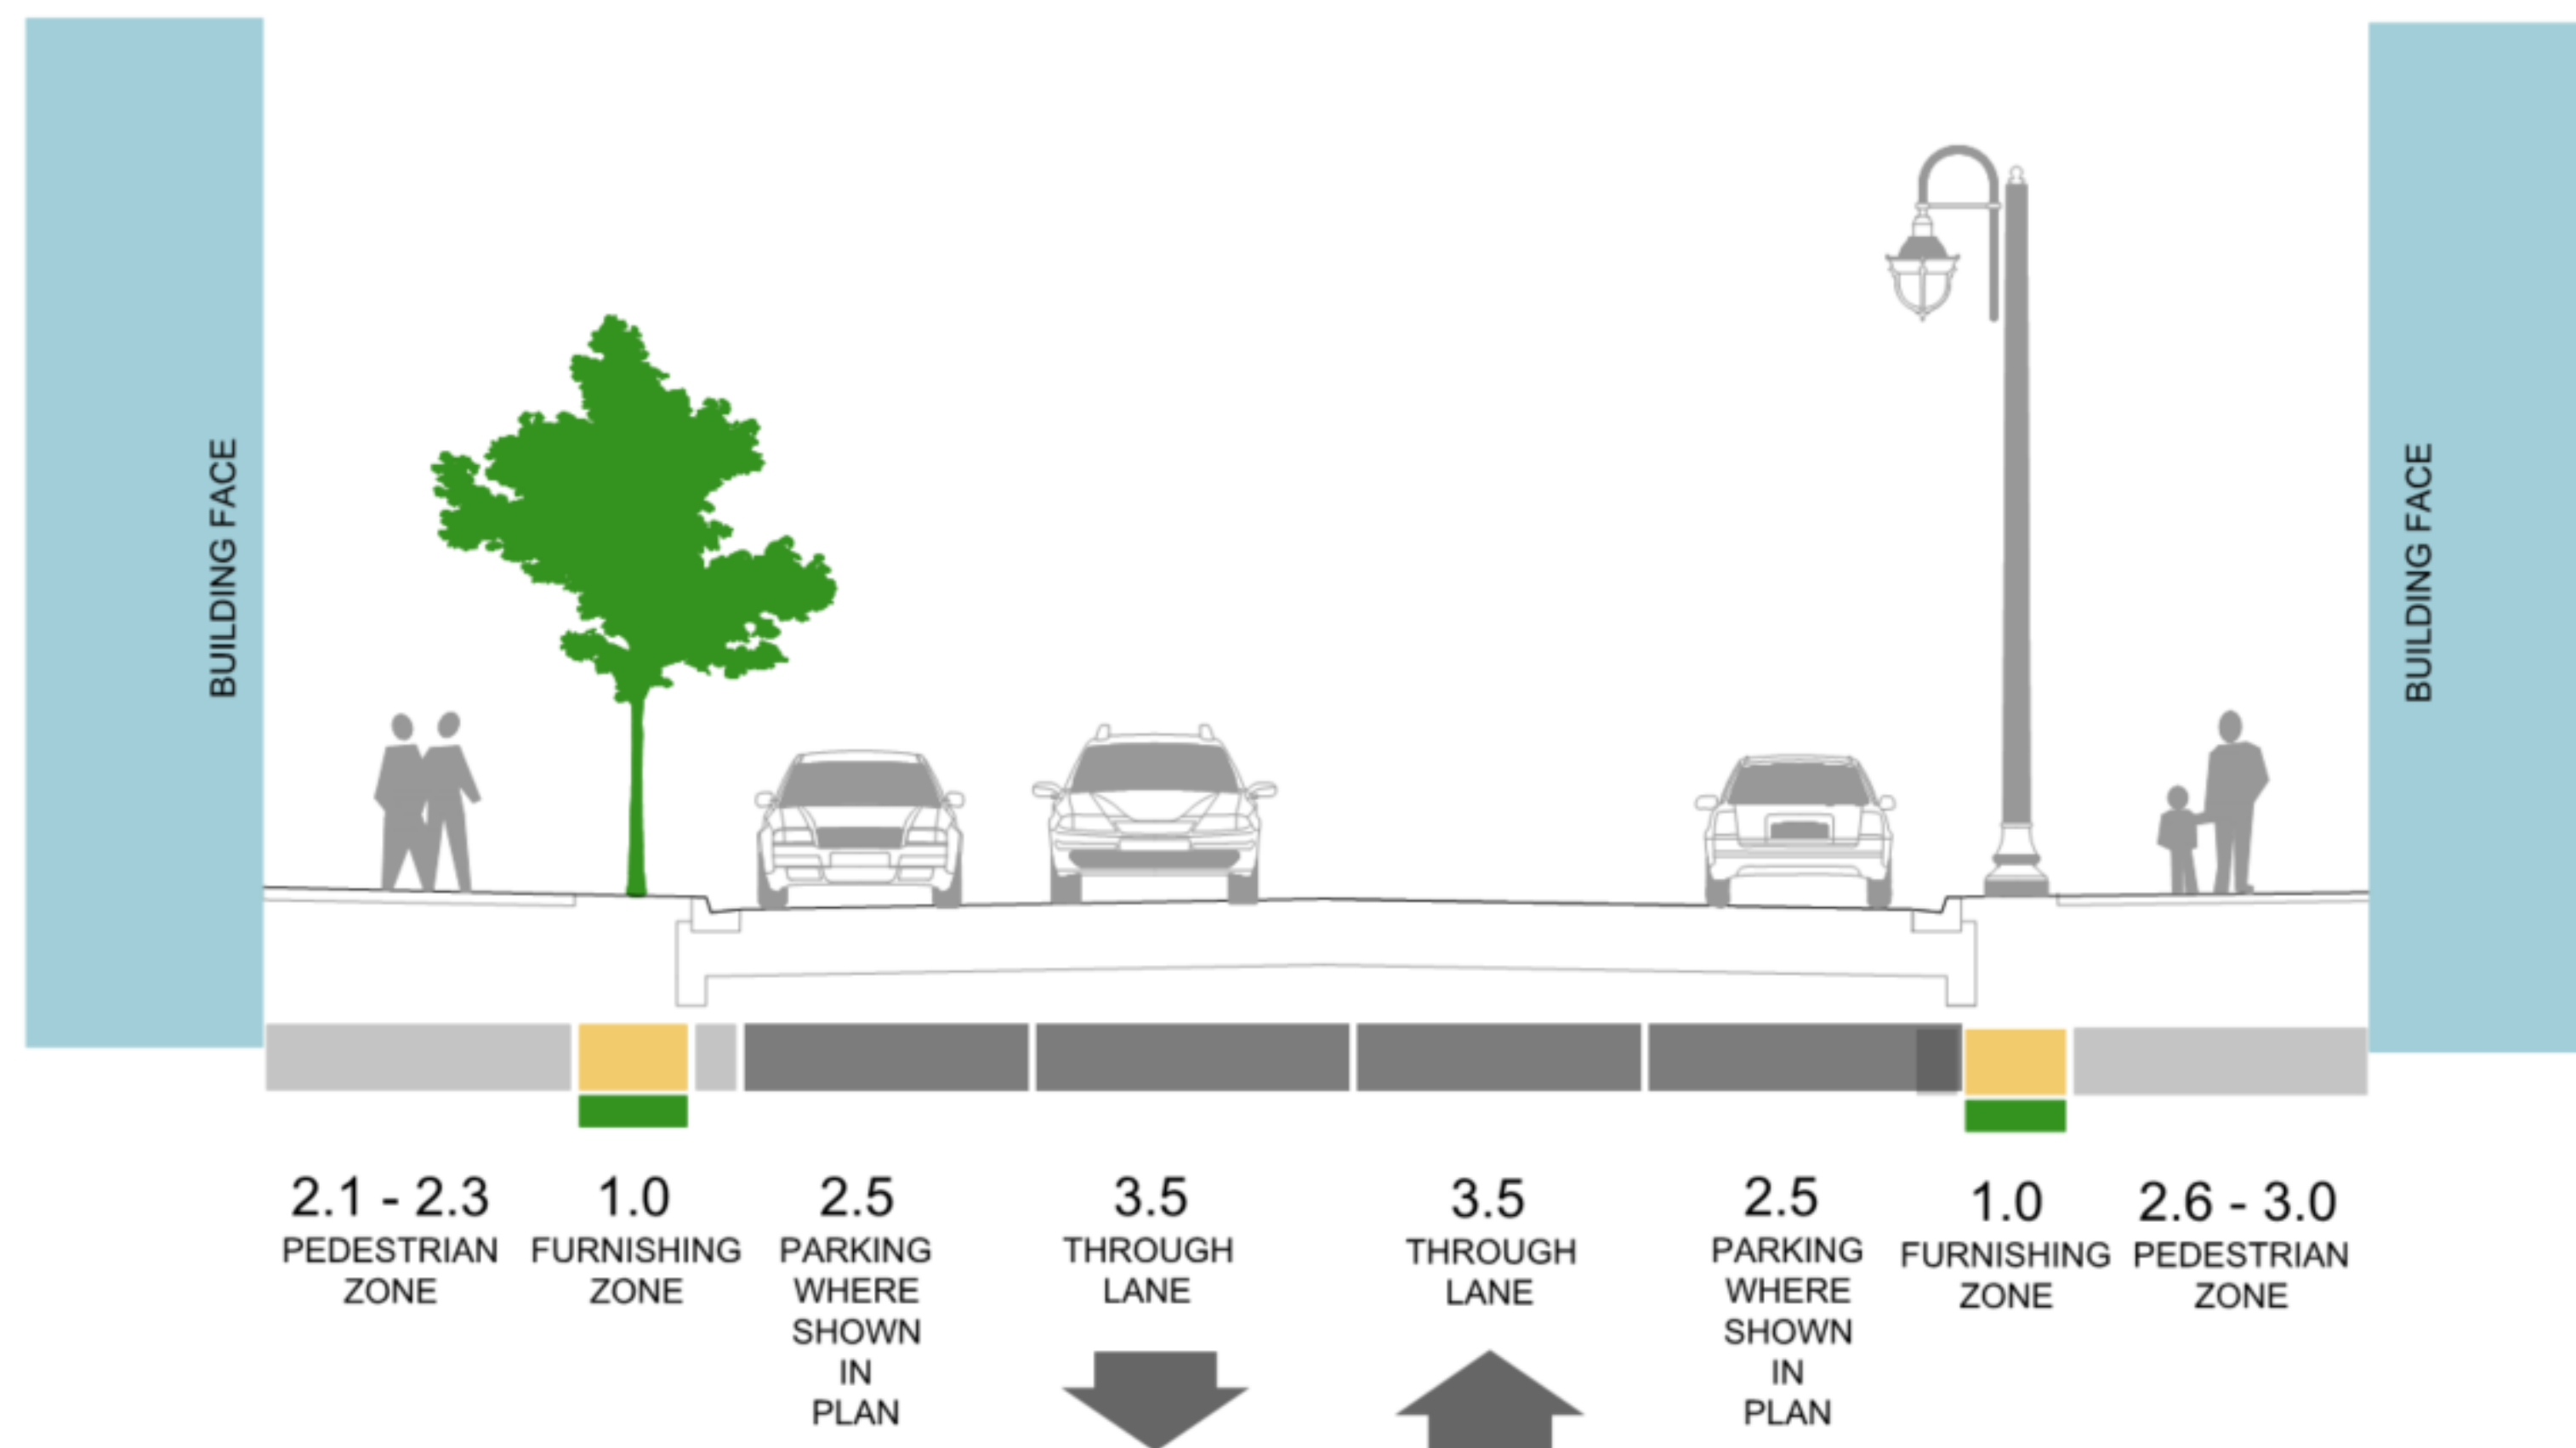 BUILDING FACE
BUILDING FACE
2.1 - 2.3
PEDESTRIAN
ZONE
1.0
FURNISHING
ZONE
2.5
PARKING
WHERE
SHOWN
IN
PLAN
3.5
THROUGH
LANE
3.5
THROUGH
LANE
2.5
PARKING
WHERE
SHOWN
IN
PLAN
1.0
FURNISHING
ZONE
2.6 - 3.0
PEDESTRIAN
ZONE